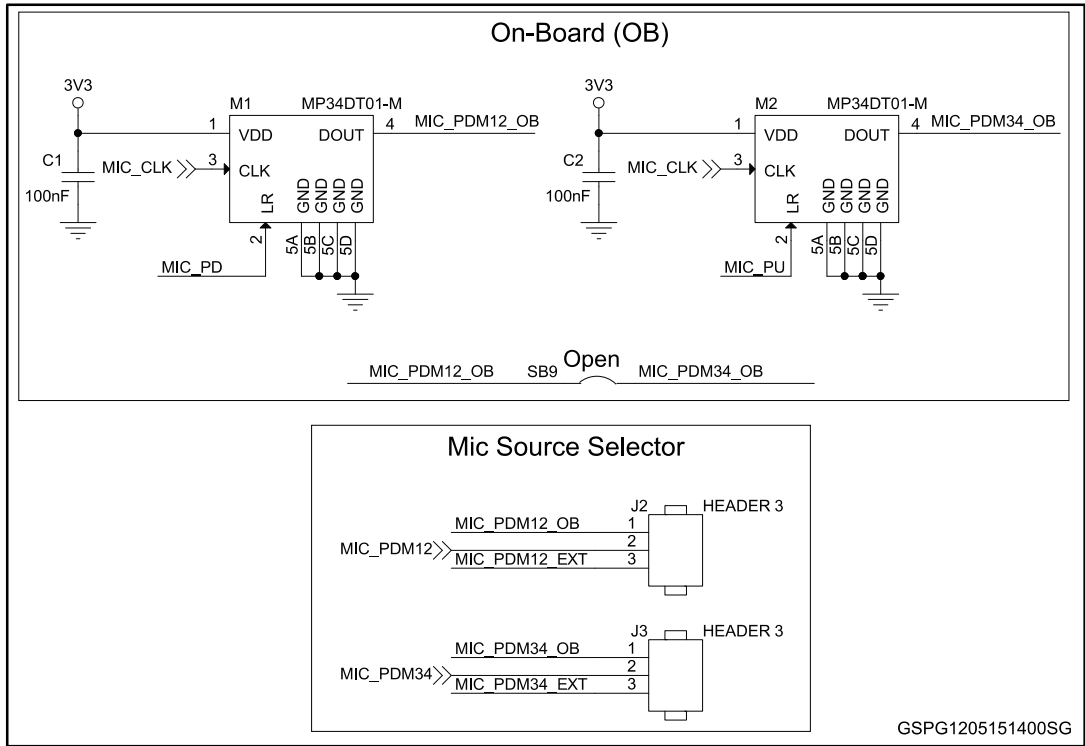 On-Board (OB)
3V3
M1 MP34DT01-M
1 VDD DOUT 4 MIC_PDM12_OB
C1
100nF
MIC_CLK 3 CLK
LR GND GND GND GND
2 5A 5B 5C 5D
MIC_PD
3V3
M2 MP34DT01-M
1 VDD DOUT 4 MIC_PDM34_OB
C2
100nF
MIC_CLK 3 CLK
LR GND GND GND GND
2 5A 5B 5C 5D
MIC_PU
MIC_PDM12_OB SB9 Open MIC_PDM34_OB
Mic Source Selector
J2 HEADER 3
MIC_PDM12_OB 1
MIC_PDM12 2
MIC_PDM12_EXT 3
J3 HEADER 3
MIC_PDM34_OB 1
MIC_PDM34 2
MIC_PDM34_EXT 3
GSPG1205151400SG